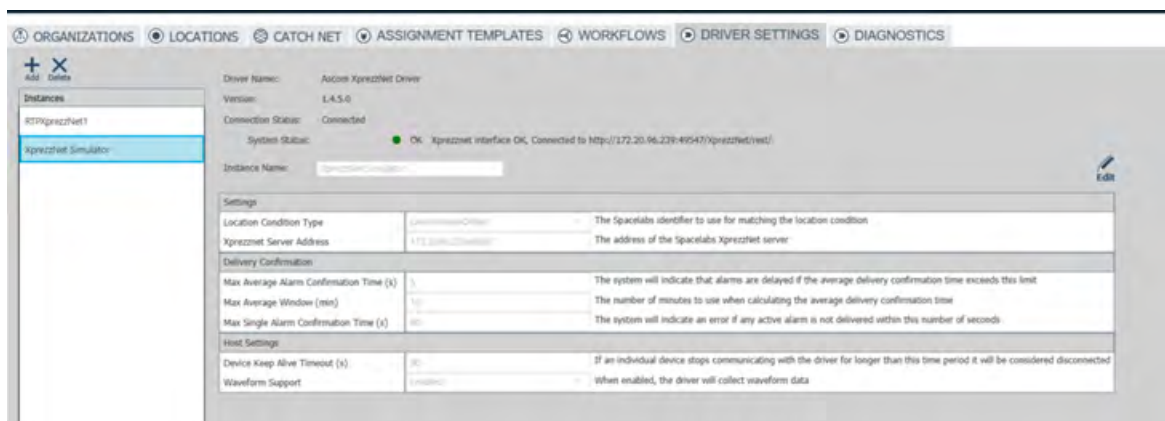 ORGANIZATIONS LOCATIONS CATCH NET ASSIGNMENT TEMPLATES WORKFLOWS DRIVER SETTINGS DIAGNOSTICS
Add Delete
Instances
RTPXprezzNet1
XprezzNet Simulator
Driver Name: Ascom XprezzNet Driver
Version: 1.4.5.0
Connection Status: Connected
System Status: OK Xprezznet interface OK, Connected to http://172.20.96.239:49547/XprezzNet/rest/
Instance Name: XprezzNet Simulator
Edit
Settings
Location Condition Type The Spacelabs identifier to use for matching the location condition
Xprezznet Server Address The address of the Spacelabs XprezzNet server
Delivery Confirmation
Max Average Alarm Confirmation Time (s) 5 The system will indicate that alarms are delayed if the average delivery confirmation time exceeds this limit
Max Average Window (min) 10 The number of minutes to use when calculating the average delivery confirmation time
Max Single Alarm Confirmation Time (s) The system will indicate an error if any active alarm is not delivered within this number of seconds
Host Settings
Device Keep Alive Timeout (s) If an individual device stops communicating with the driver for longer than this time period it will be considered disconnected
Waveform Support Enabled When enabled, the driver will collect waveform data